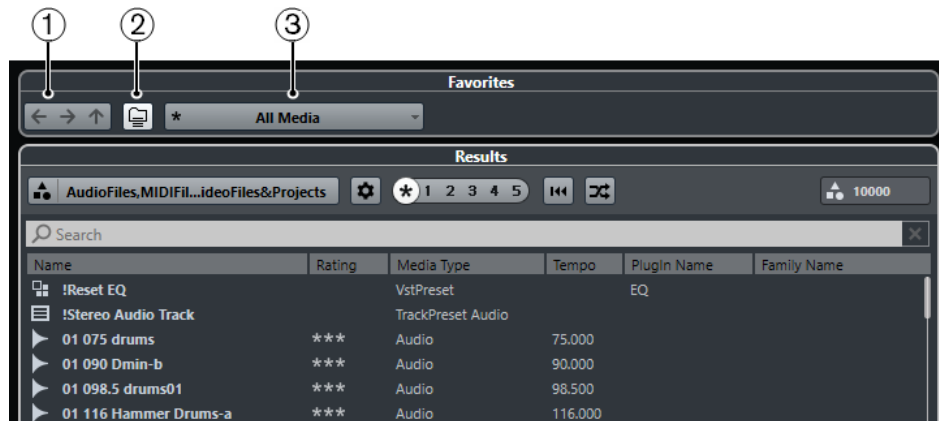 1 2 3
Favorites
* All Media
Results
AudioFiles,MIDIFil...ideoFiles&Projects * 1 2 3 4 5 10000
Search
Name Rating Media Type Tempo PlugIn Name Family Name
!Reset EQ VstPreset EQ
!Stereo Audio Track TrackPreset Audio
01 075 drums *** Audio 75.000
01 090 Dmin-b *** Audio 90.000
01 098.5 drums01 *** Audio 98.500
01 116 Hammer Drums-a *** Audio 116.000